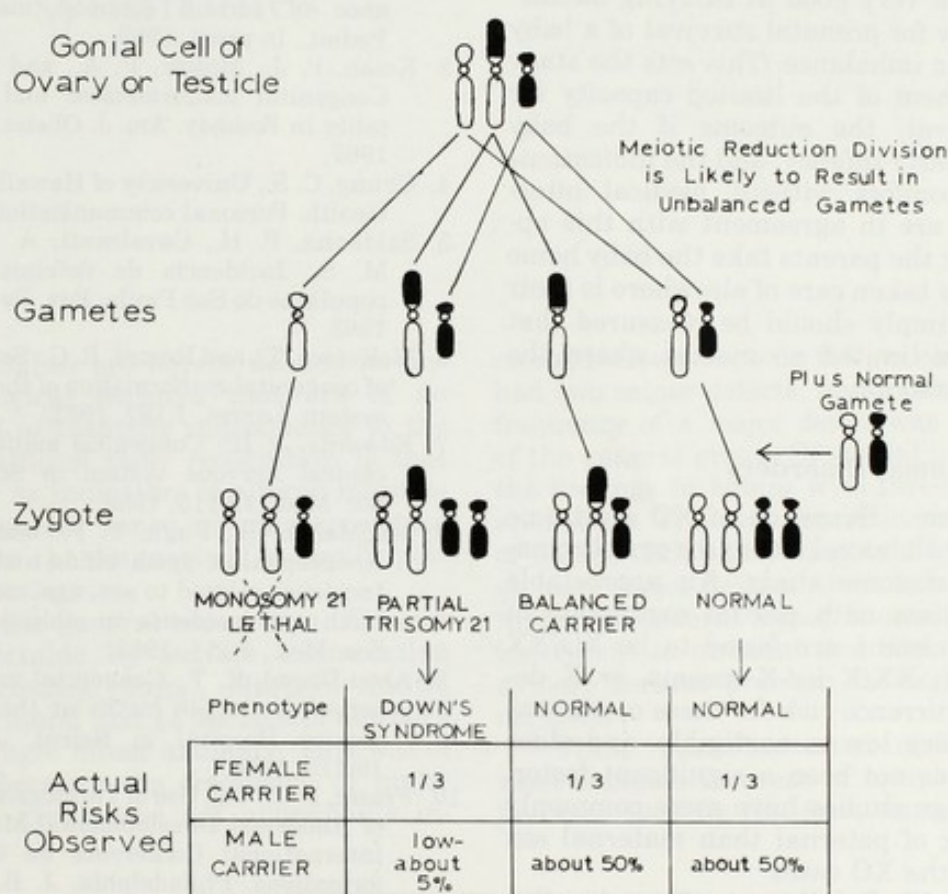 Gonial Cell of
Ovary or Testicle
Meiotic Reduction Division
is Likely to Result in
Unbalanced Gametes
Gametes
Plus Normal
Gamete
Zygote
MONOSOMY 21
LETHAL
PARTIAL
TRISOMY 21
BALANCED
CARRIER
NORMAL
Phenotype
DOWN'S
SYNDROME
NORMAL
NORMAL
Actual
Risks
Observed
FEMALE
CARRIER
1/3
1/3
1/3
MALE
CARRIER
low-
about
5%
about 50%
about 50%